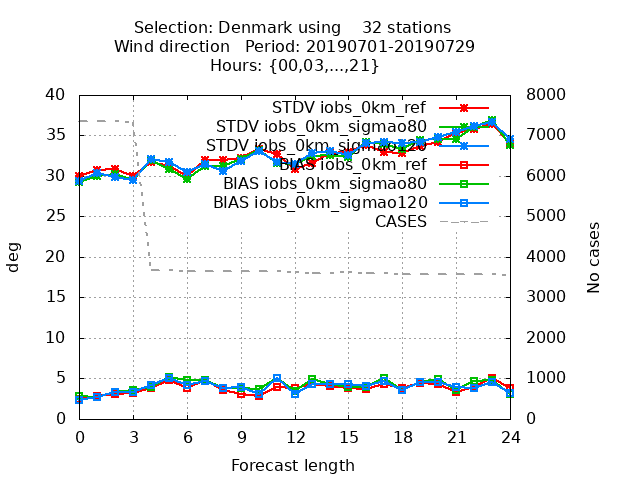 Selection: Denmark using 32 stations
Wind direction Period: 20190701-20190729
Hours: {00,03,...,21}
40 8000
STDV iobs_0km_ref
STDV iobs_0km_sigmao80
35 7000
STDV iobs_0km_sigmao120
BIAS iobs_0km_ref
30 6000
BIAS iobs_0km_sigmao80
BIAS iobs_0km_sigmao120
25 5000
CASES
20 4000
15 3000
10 2000
5 1000
0 0
deg
No cases
0 3 6 9 12 15 18 21 24
Forecast length